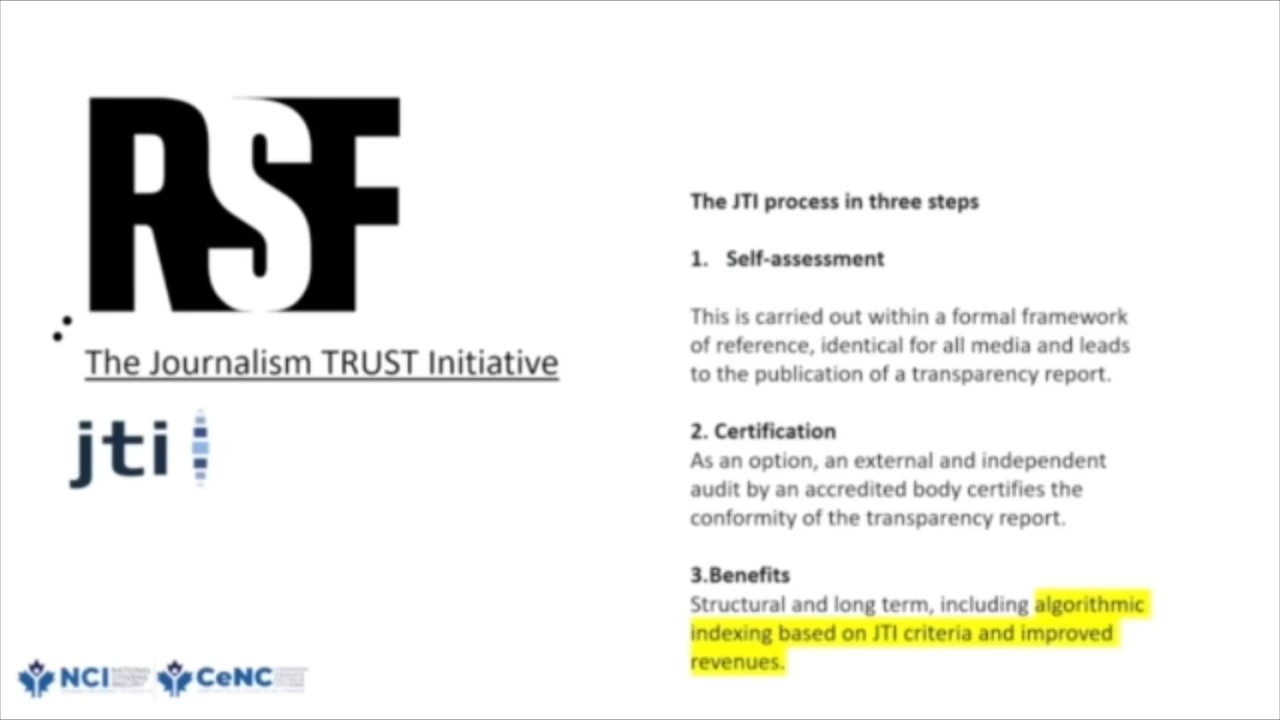 RSF
The Journalism TRUST Initiative
jti
The JTI process in three steps
1. Self-assessment
This is carried out within a formal framework
of reference, identical for all media and leads
to the publication of a transparency report.
2. Certification
As an option, an external and independent
audit by an accredited body certifies the
conformity of the transparency report.
3.Benefits
Structural and long term, including algorithmic
indexing based on JTI criteria and improved
revenues.
NCI CeNC